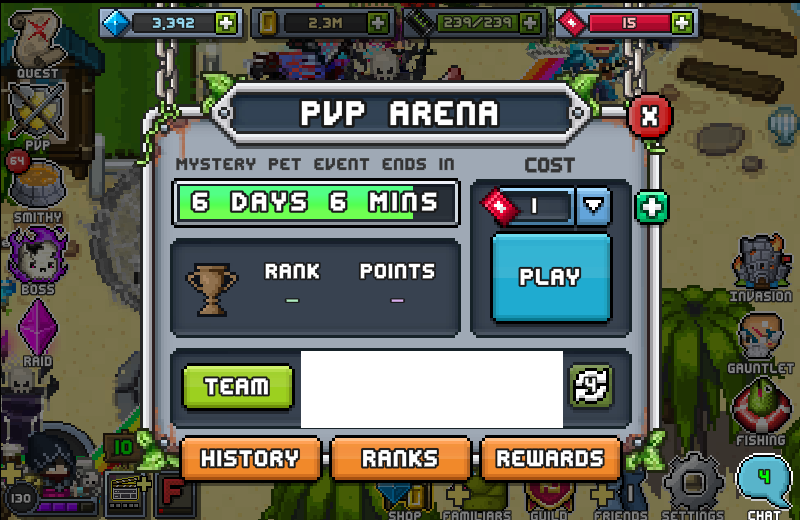 3,392
2.3M
239/239
15
QUEST
PVP
64
SMITHY
BOSS
RAID
130
10
F
PVP ARENA
X
MYSTERY PET EVENT ENDS IN
6 DAYS 6 MINS
COST
1
PLAY
RANK
POINTS
–
–
TEAM
4
HISTORY
RANKS
REWARDS
INVASION
GAUNTLET
FISHING
SHOP
FAMILIARS
GUILD
FRIENDS
SETTINGS
4
CHAT